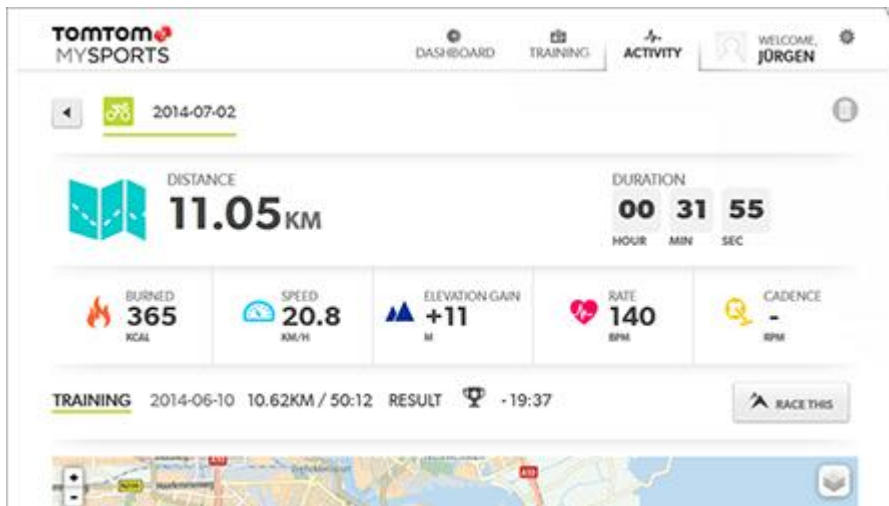 TOMTOM
MYSPORTS
DASHBOARD
TRAINING
ACTIVITY
WELCOME,
JÜRGEN
2014-07-02
DISTANCE
11.05 KM
DURATION
00 31 55
HOUR MIN SEC
BURNED
365
KCAL
SPEED
20.8
KM/H
ELEVATION GAIN
+11
M
RATE
140
BPM
CADENCE
-
RPM
TRAINING 2014-06-10 10.62KM / 50:12 RESULT - 19:37
RACE THIS
+
-